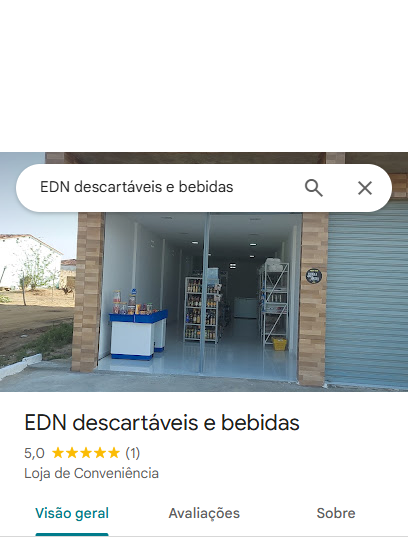 EDN descartáveis e bebidas
EDN descartáveis e bebidas
5,0 (1)
Loja de Conveniência
Visão geral
Avaliações
Sobre